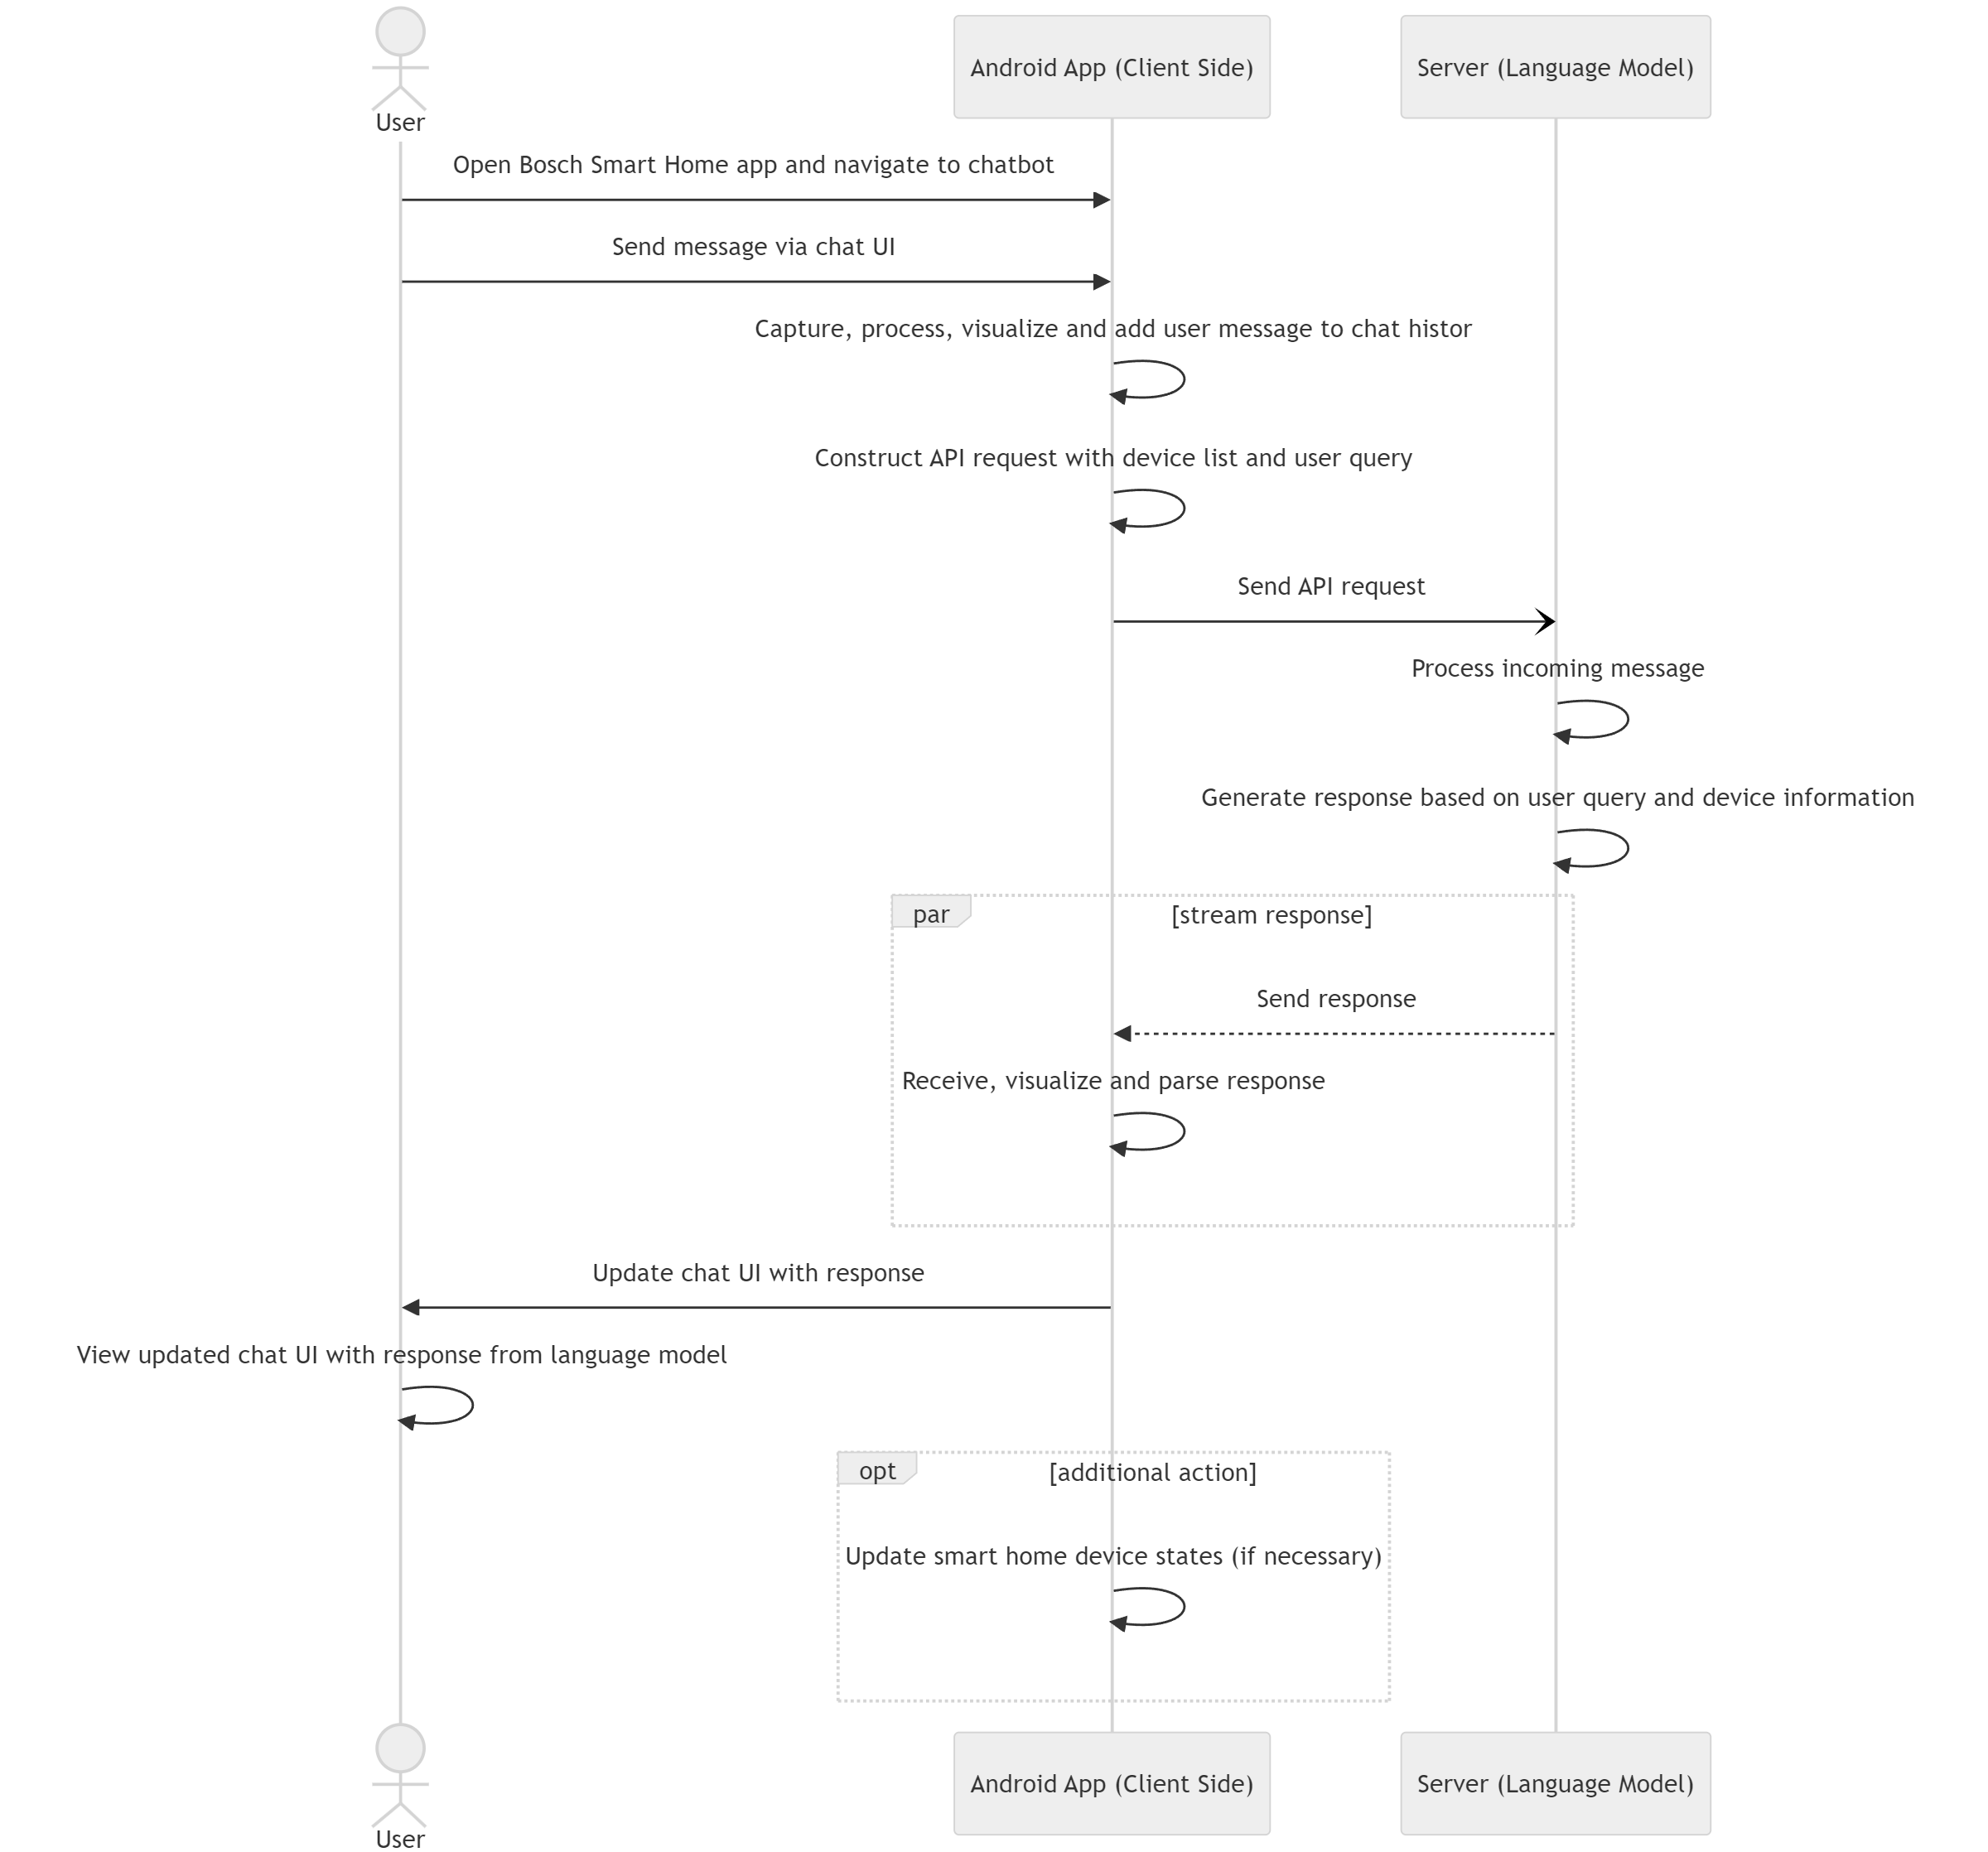 User
Android App (Client Side)
Server (Language Model)
Open Bosch Smart Home app and navigate to chatbot
Send message via chat UI
Capture, process, visualize and add user message to chat histor
Construct API request with device list and user query
Send API request
Process incoming message
Generate response based on user query and device information
par
[stream response]
Send response
Receive, visualize and parse response
Update chat UI with response
View updated chat UI with response from language model
opt
[additional action]
Update smart home device states (if necessary)
User
Android App (Client Side)
Server (Language Model)